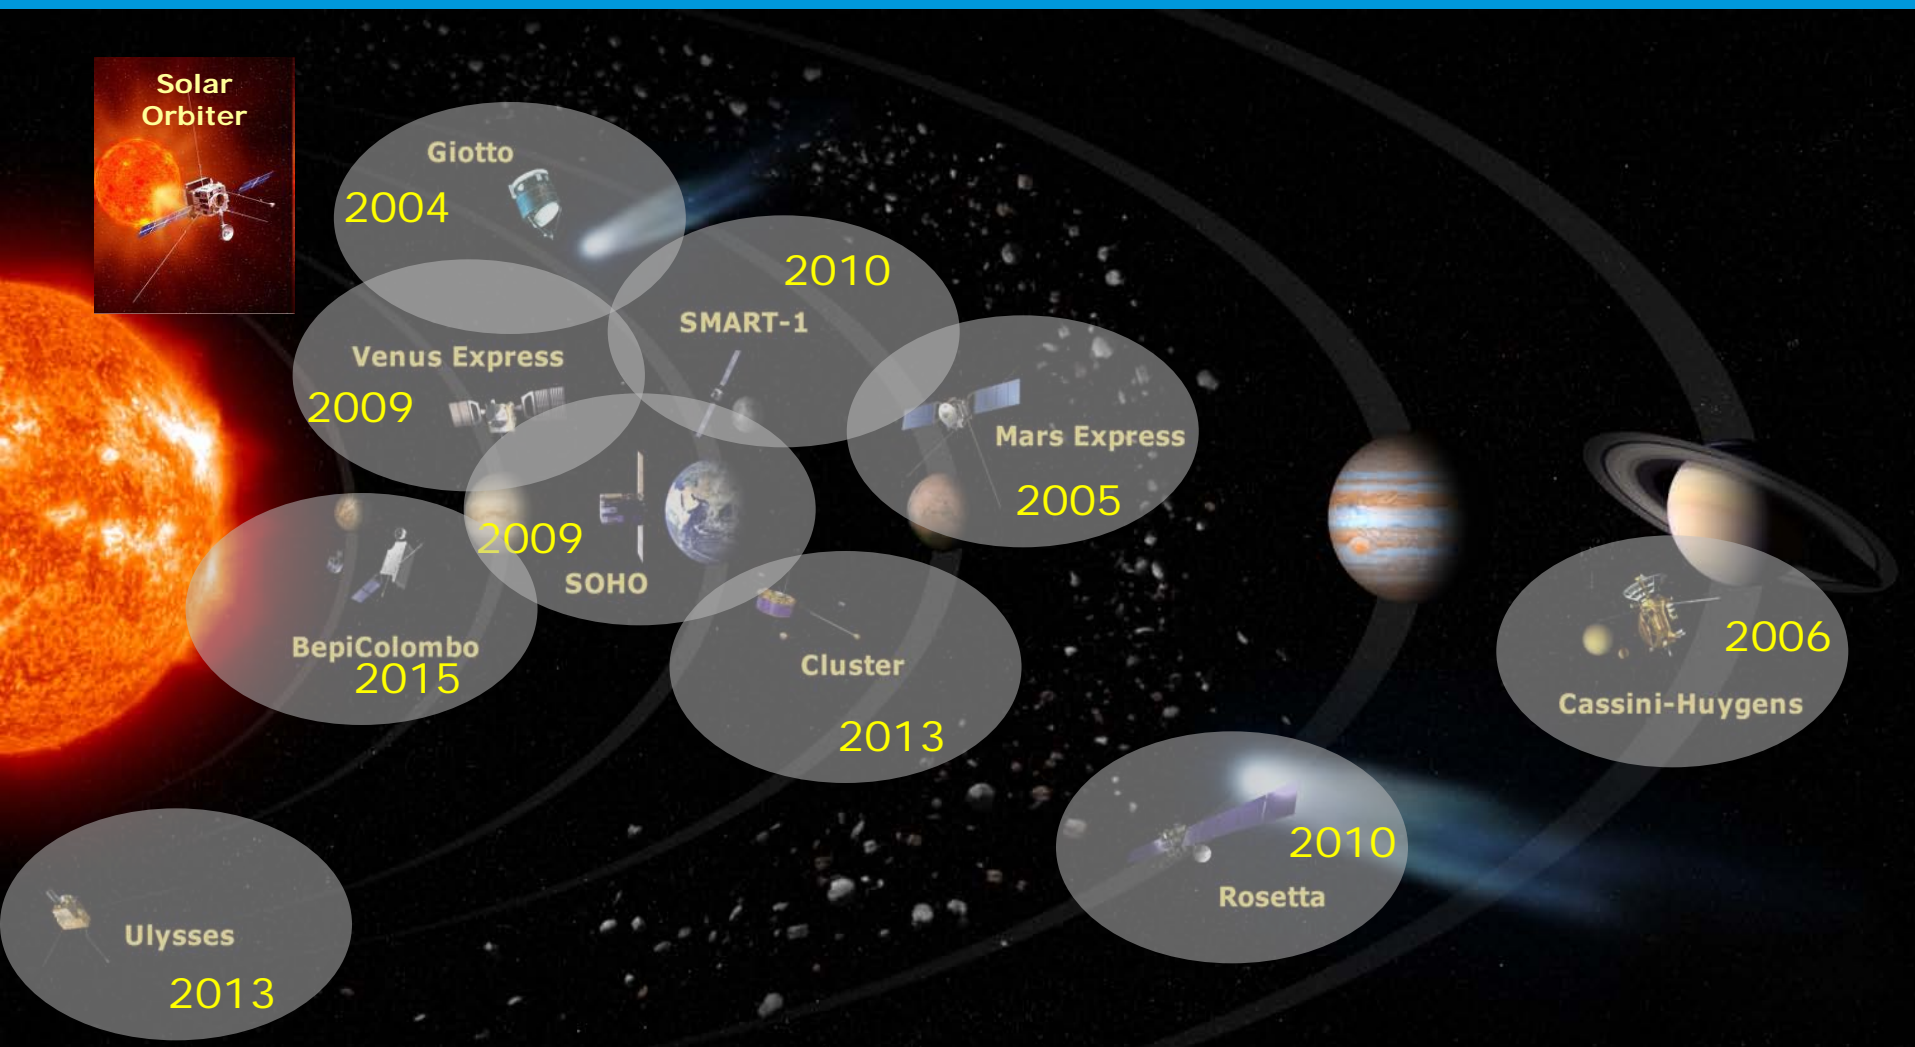 Solar
Orbiter
Giotto
2004
2010
SMART-1
Venus Express
2009
Mars Express
2005
2009
SOHO
BepiColombo
2015
Cluster
2013
2006
Cassini-Huygens
2010
Rosetta
Ulysses
2013